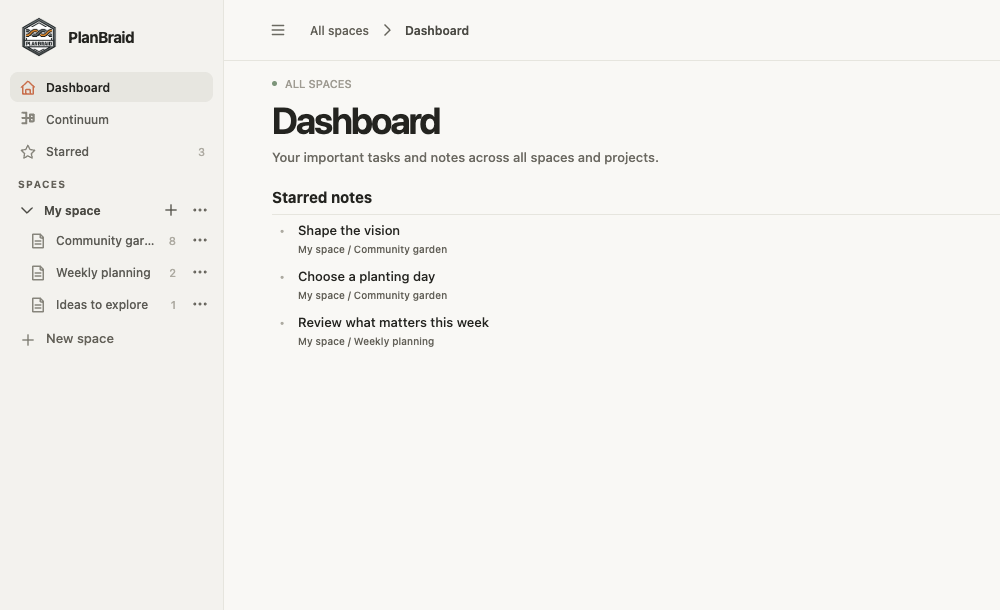 PLANBRAID
PlanBraid
Dashboard
Continuum
Starred 3
SPACES
My space
Community gar... 8
Weekly planning 2
Ideas to explore 1
New space
All spaces > Dashboard
ALL SPACES
Dashboard
Your important tasks and notes across all spaces and projects.
Starred notes
Shape the vision
My space / Community garden
Choose a planting day
My space / Community garden
Review what matters this week
My space / Weekly planning